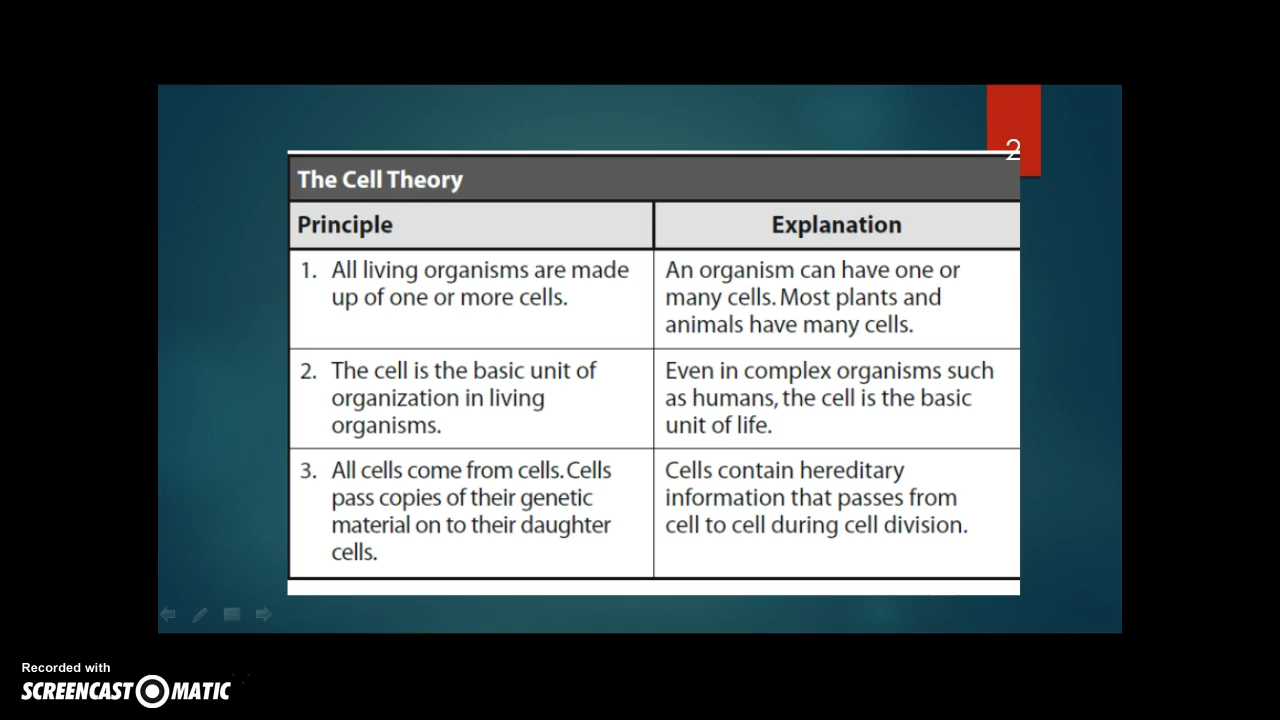 2
The Cell Theory
Principle
Explanation
1. All living organisms are made
up of one or more cells.
An organism can have one or
many cells. Most plants and
animals have many cells.
2. The cell is the basic unit of
organization in living
organisms.
Even in complex organisms such
as humans, the cell is the basic
unit of life.
3. All cells come from cells. Cells
pass copies of their genetic
material on to their daughter
cells.
Cells contain hereditary
information that passes from
cell to cell during cell division.
Recorded with
SCREENCAST MATIC